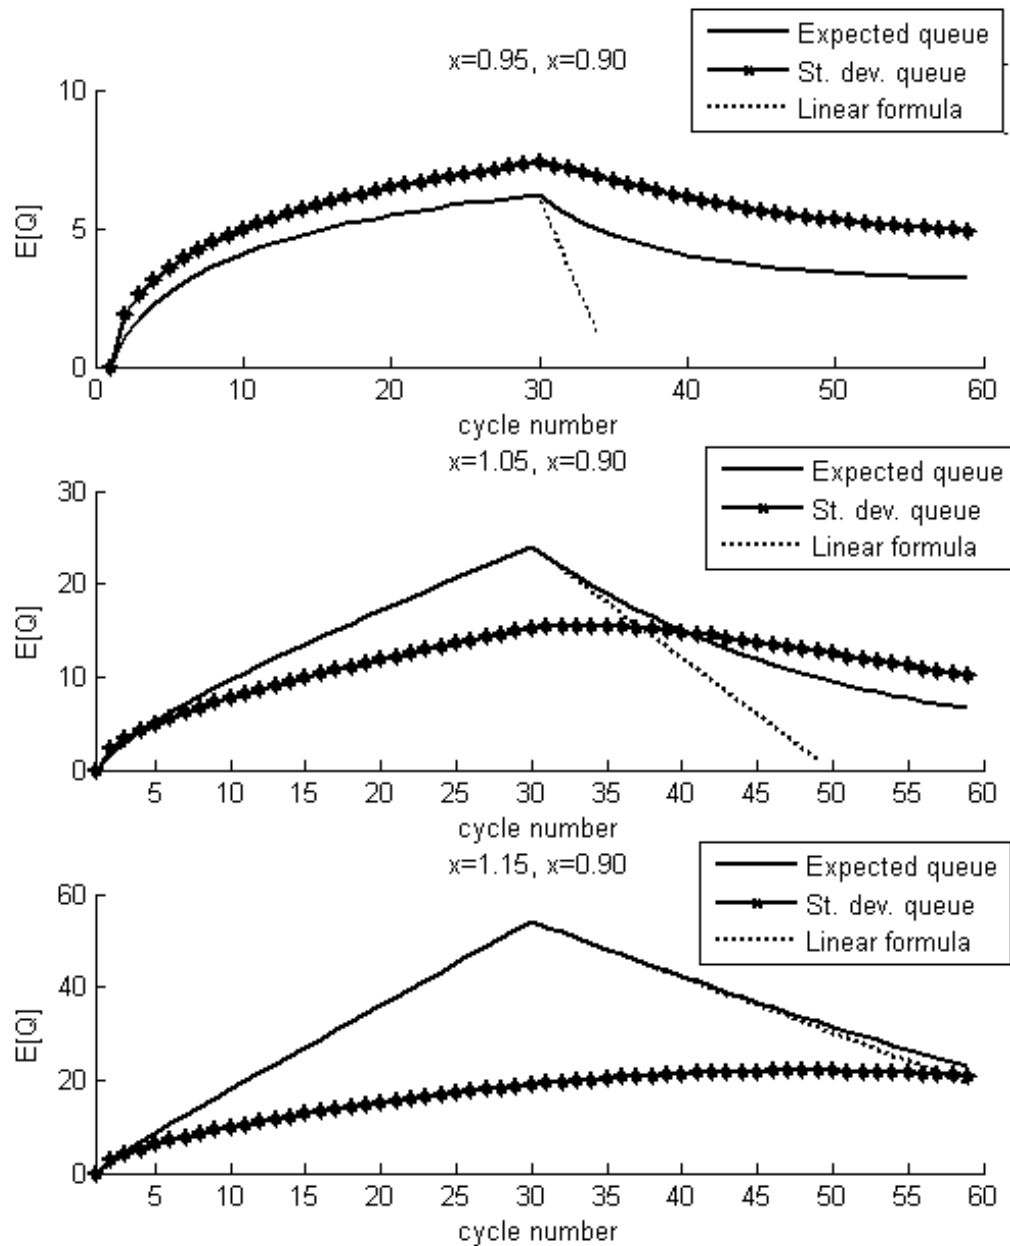 x=0.95, x=0.90
Expected queue
St. dev. queue
Linear formula
10
5
0
E[Q]
0 10 20 30 40 50 60
cycle number
x=1.05, x=0.90
Expected queue
St. dev. queue
Linear formula
30
20
10
0
E[Q]
5 10 15 20 25 30 35 40 45 50 55 60
cycle number
x=1.15, x=0.90
Expected queue
St. dev. queue
Linear formula
60
40
20
0
E[Q]
5 10 15 20 25 30 35 40 45 50 55 60
cycle number